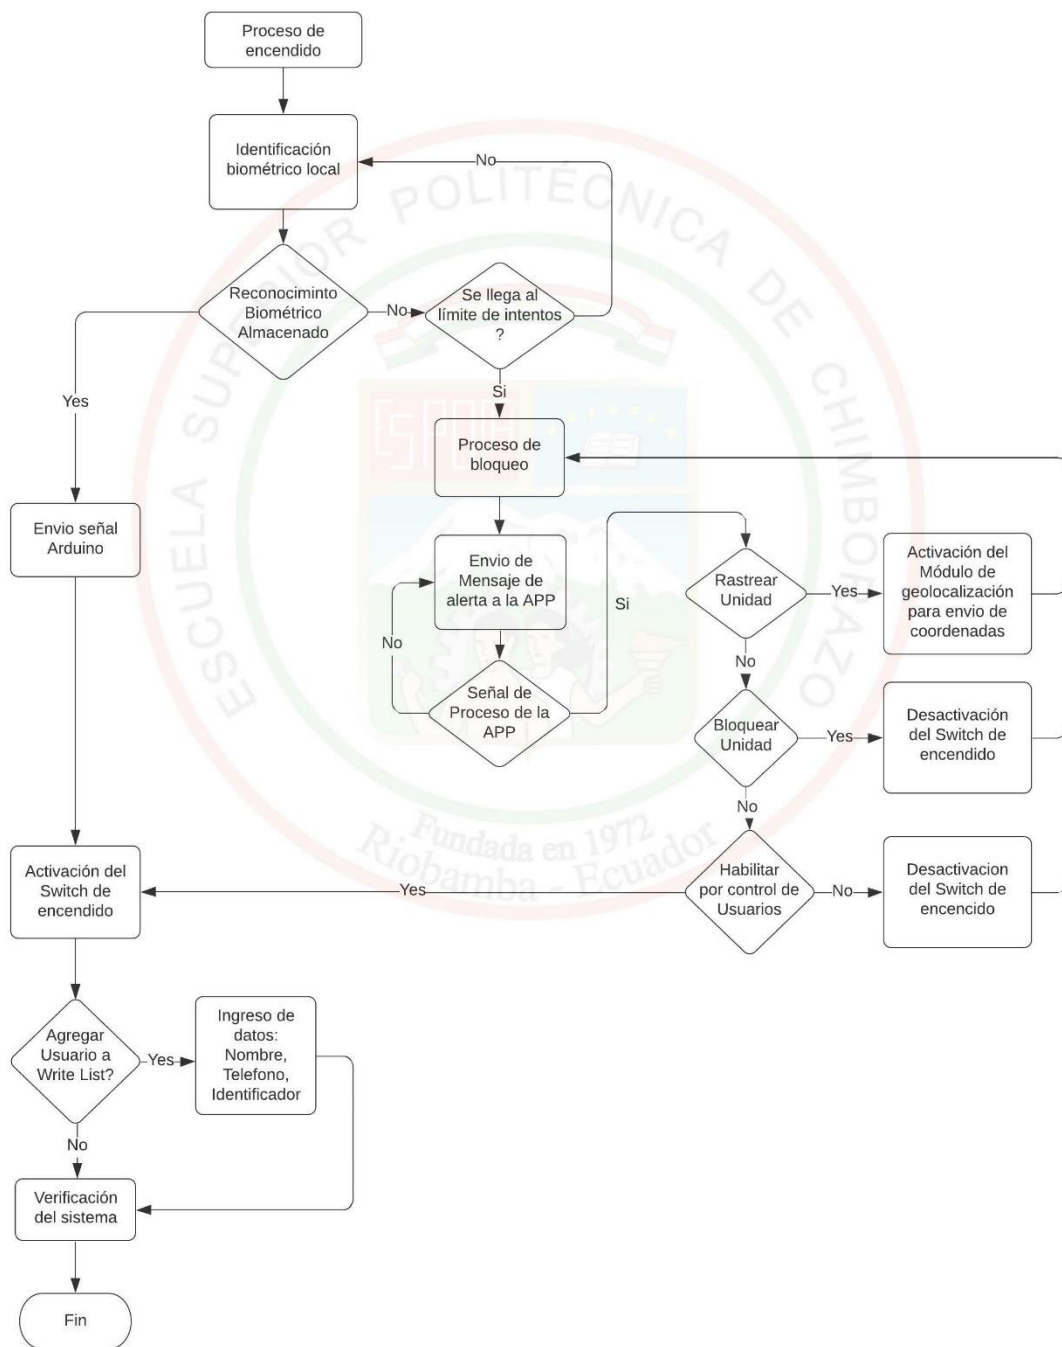 Proceso de
encendido
Identificación
biométrico local
No
Reconociminto
Biométrico
Almacenado
No
Se llega al
límite de intentos
?
Yes
Si
Proceso de
bloqueo
Envio señal
Arduino
Envio de
Mensaje de
alerta a la APP
No
Si
Señal de
Proceso de la
APP
Rastrear
Unidad
Yes
Activación del
Módulo de
geolocalización
para envio de
coordenadas
No
Bloquear
Unidad
Yes
Desactivación
del Switch de
encendido
No
Habilitar
por control de
Usuarios
No
Desactivacion
del Switch de
encencido
Yes
Activación del
Switch de
encendido
Agregar
Usuario a
Write List?
Yes
Ingreso de
datos:
Nombre,
Telefono,
Identificador
No
Verificación
del sistema
Fin
ESCUELA SUPERIOR POLITÉCNICA DE CHIMBORAZO
ESPOCH
Fundada en 1972
Riobamba - Ecuador